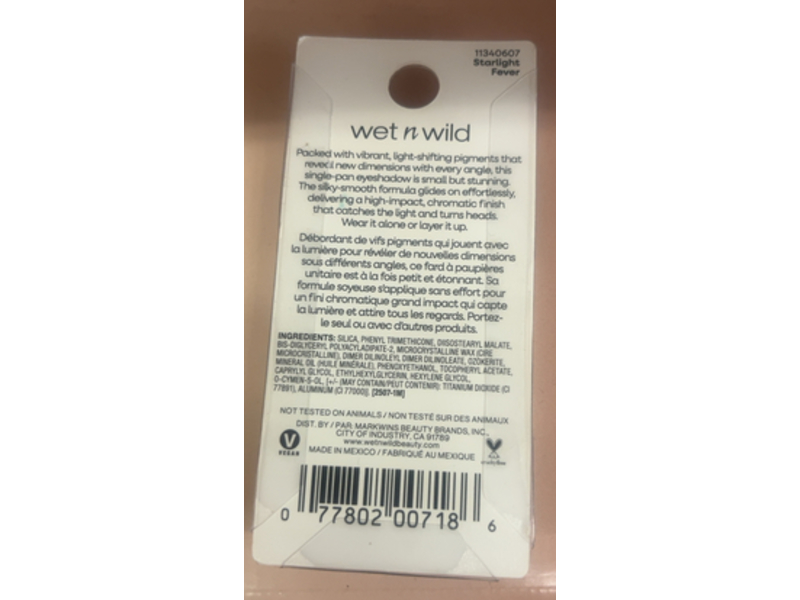 11340607
Starlight
Fever
wet n wild
Packed with vibrant, light-shifting pigments that
reveal new dimensions with every angle, this
single-pan eyeshadow is small but stunning.
The silky-smooth formula glides on effortlessly,
delivering a high-impact, chromatic finish
that catches the light and turns heads.
Wear it alone or layer it up.
Débordant de vifs pigments qui jouent avec
la lumière pour révéler de nouvelles dimensions
sous différents angles, ce fard à paupières
unitaire est à la fois petit et étonnant. Sa
formule soyeuse s'applique sans effort pour
un fini chromatique grand impact qui capte
la lumière et attire tous les regards. Portez-
le seul ou avec d'autres produits.
INGREDIENTS: SILICA, PHENYL TRIMETHICONE, DIISOSTEARYL MALATE,
BIS-DIGLYCERYL POLYACYLADIPATE-2, MICROCRYSTALLINE WAX (CIRE
MICROCRISTALLINE), DIMER DILINOLEYL DIMER DILINOLEATE, OZOKERITE,
MINERAL OIL (HUILE MINÉRALE), PHENOXYETHANOL, TOCOPHERYL ACETATE,
CAPRYLYL GLYCOL, ETHYLHEXYLGLYCERIN, HEXYLENE GLYCOL,
O-CYMEN-5-OL, [+/- (MAY CONTAIN/PEUT CONTENIR): TITANIUM DIOXIDE (CI
77891), ALUMINUM (CI 77000)]. [2507-1M]
NOT TESTED ON ANIMALS / NON TESTÉ SUR DES ANIMAUX
DIST. BY / PAR: MARKWINS BEAUTY BRANDS, INC.,
CITY OF INDUSTRY, CA 91789
www.wetnwildbeauty.com
MADE IN MEXICO / FABRIQUÉ AU MEXIQUE
V
VEGAN
crueltyfree
0 77802 00718 6